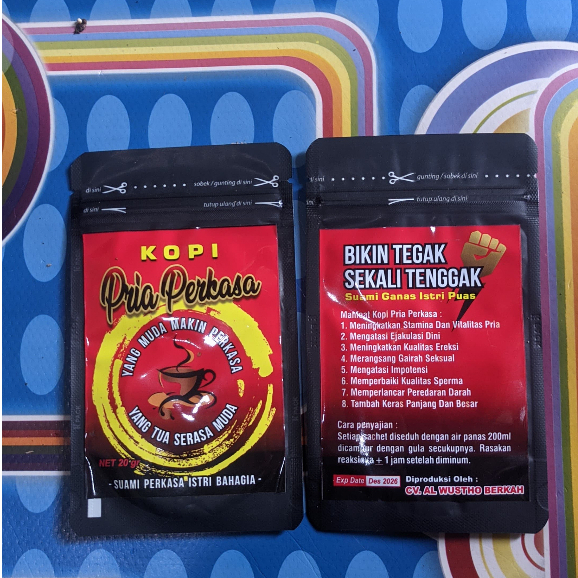 di sini
sobek / gunting di sini
di sini
tutup ulang di sini
KOPI
Pria Perkasa
YANG MUDA MAKIN PERKASA
YANG TUA SERASA MUDA
NET 20 gr
- SUAMI PERKASA ISTRI BAHAGIA -
gunting / sobek di sini
tutup ulang di sini
BIKIN TEGAK
SEKALI TENGGAK
Suami Ganas Istri Puas
Manfaat Kopi Pria Perkasa :
1. Meningkatkan Stamina Dan Vitalitas Pria
2. Mengatasi Ejakulasi Dini
3. Meningkatkan Kualitas Ereksi
4. Merangsang Gairah Seksual
5. Mengatasi Impotensi
6. Memperbaiki Kualitas Sperma
7. Memperlancar Peredaran Darah
8. Tambah Keras Panjang Dan Besar
Cara penyajian :
Setiap sachet diseduh dengan air panas 200ml
dicampur dengan gula secukupnya. Rasakan
reaksinya ± 1 jam setelah diminum.
Exp Date Des 2026
Diproduksi Oleh :
CV. AL WUSTHO BERKAH